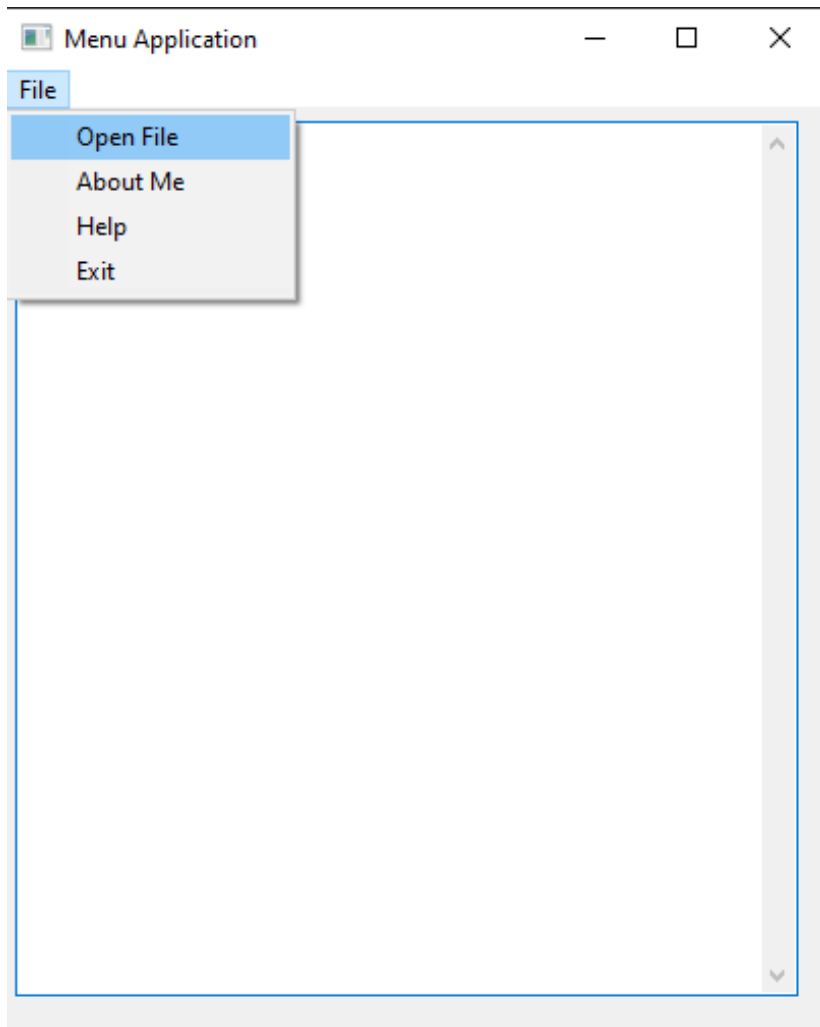 Menu Application
File
Open File
About Me
Help
Exit